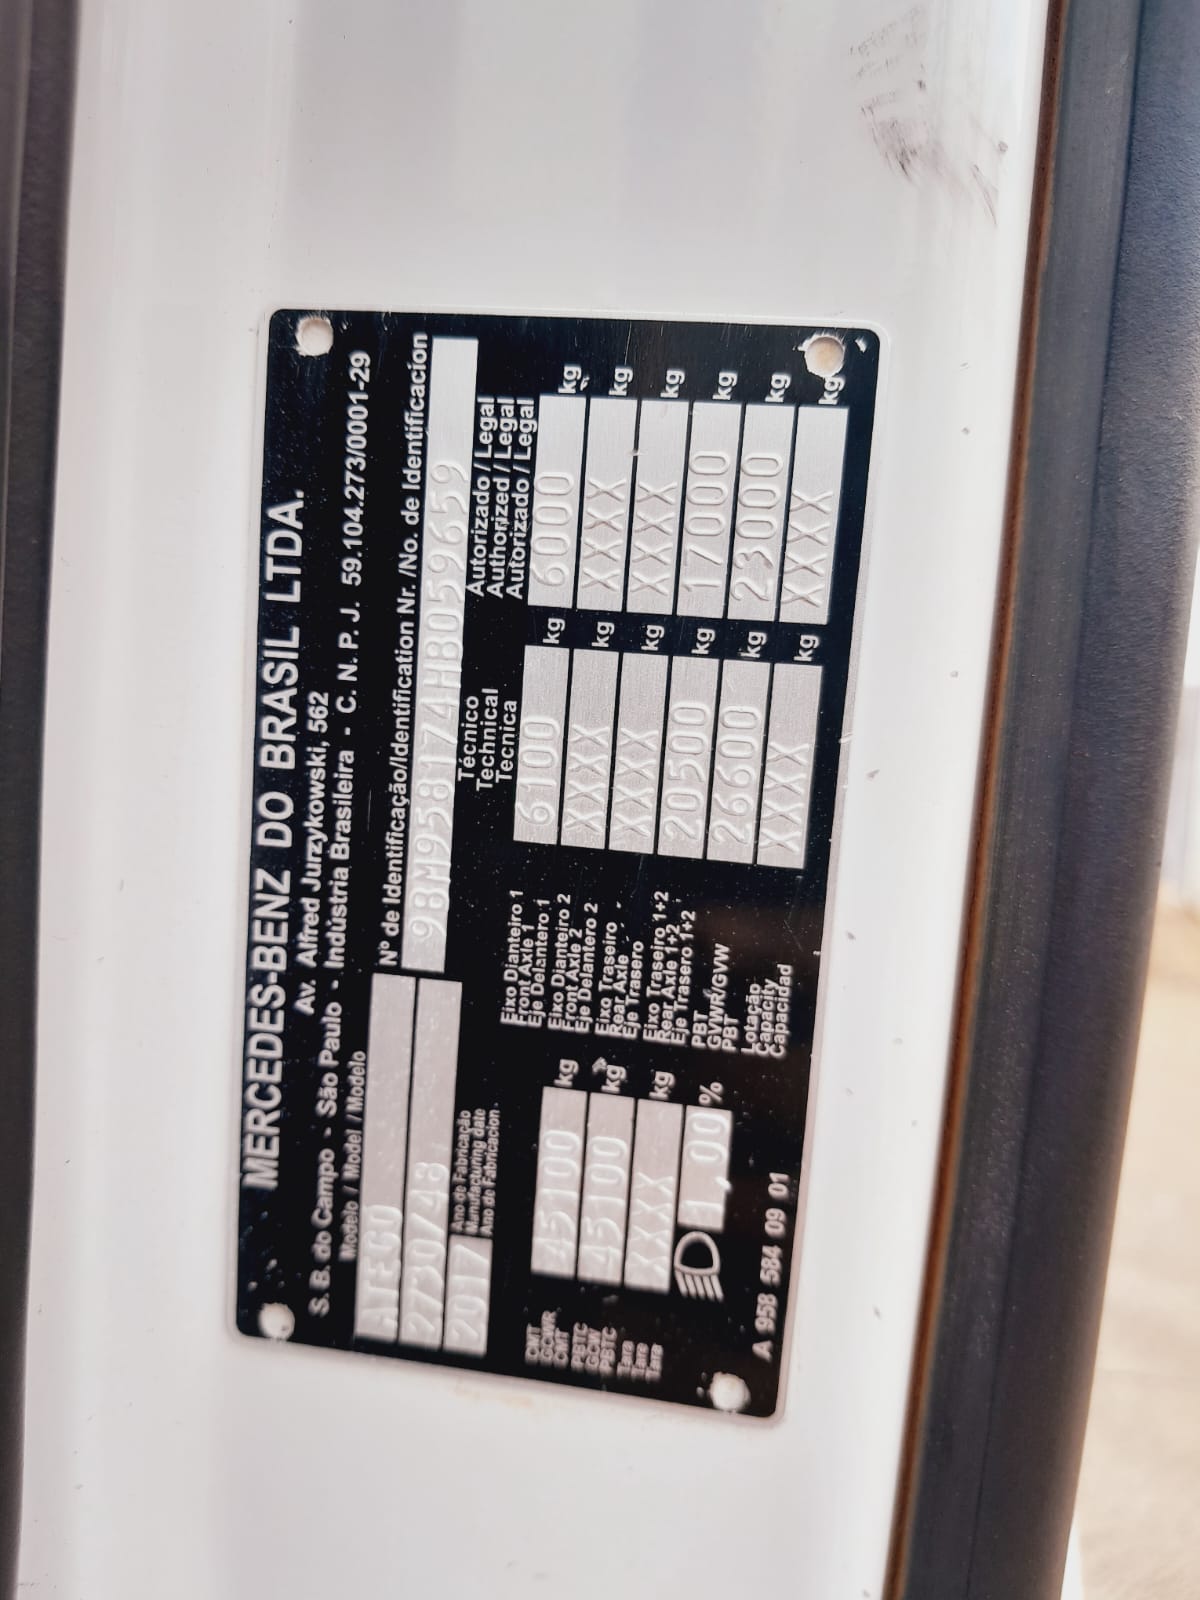 MERCEDES-BENZ DO BRASIL LTDA.
Av. Alfred Jurzykowski, 562
S. B. do Campo - São Paulo - Indústria Brasileira - C. N. P. J. 59.104.273/0001-29
Modelo / Model / Modelo
Nº de Identificação/Identification Nr. /No. de Identificacíon
ATEGO
9BM958174HB059659
2730/48
2017
Ano de Fabricação
Manufacturing date
Ano de Fabricacion
Técnico
Technical
Tecnica
Autorizado / Legal
Authorized / Legal
Autorizado / Legal
CMT
GCWR
CMT
45100 kg
PBTC
GCW
PBTC
45100 kg
Tara
Tare
Tara
XXXX kg
1,00 %
Eixo Dianteiro 1
Front Axle 1
Eje Delantero 1
6100 kg
6000 kg
Eixo Dianteiro 2
Front Axle 2
Eje Delantero 2
XXXX kg
XXXX kg
Eixo Traseiro
Rear Axle
Eje Trasero
XXXX kg
XXXX kg
Eixo Traseiro 1+2
Rear Axle 1+2
Eje Trasero 1+2
20500 kg
17000 kg
PBT
GVWR/GVW
PBT
26600 kg
23000 kg
Lotação
Capacity
Capacidad
XXXX kg
XXXX kg
A 958 584 09 01